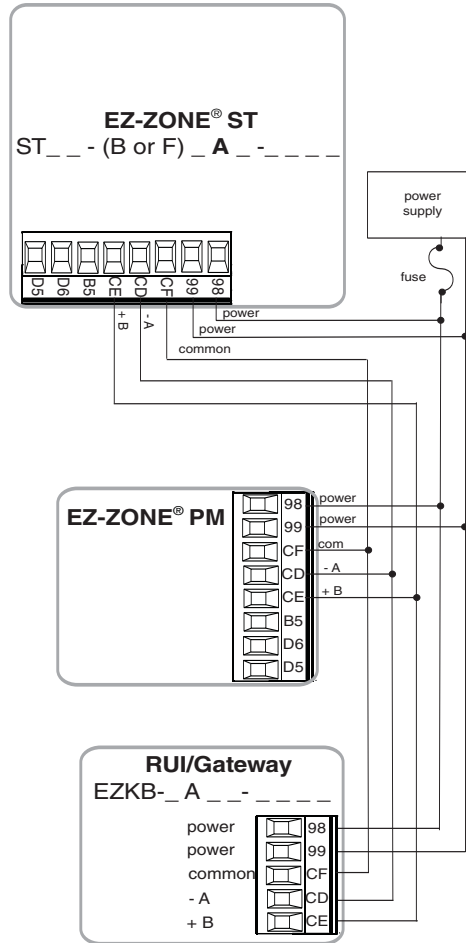 EZ-ZONE® ST
ST_ _ - (B or F) _ A _ -_ _ _ _
D5 D6 B5 CE CD CF 99 98
+ B
- A
power
power
common
power
supply
fuse
EZ-ZONE® PM
98 power
99 power
CF com
CD - A
CE + B
B5
D6
D5
RUI/Gateway
EZKB-_ A _ _-_ _ _ _
power 98
power 99
common CF
- A CD
+ B CE